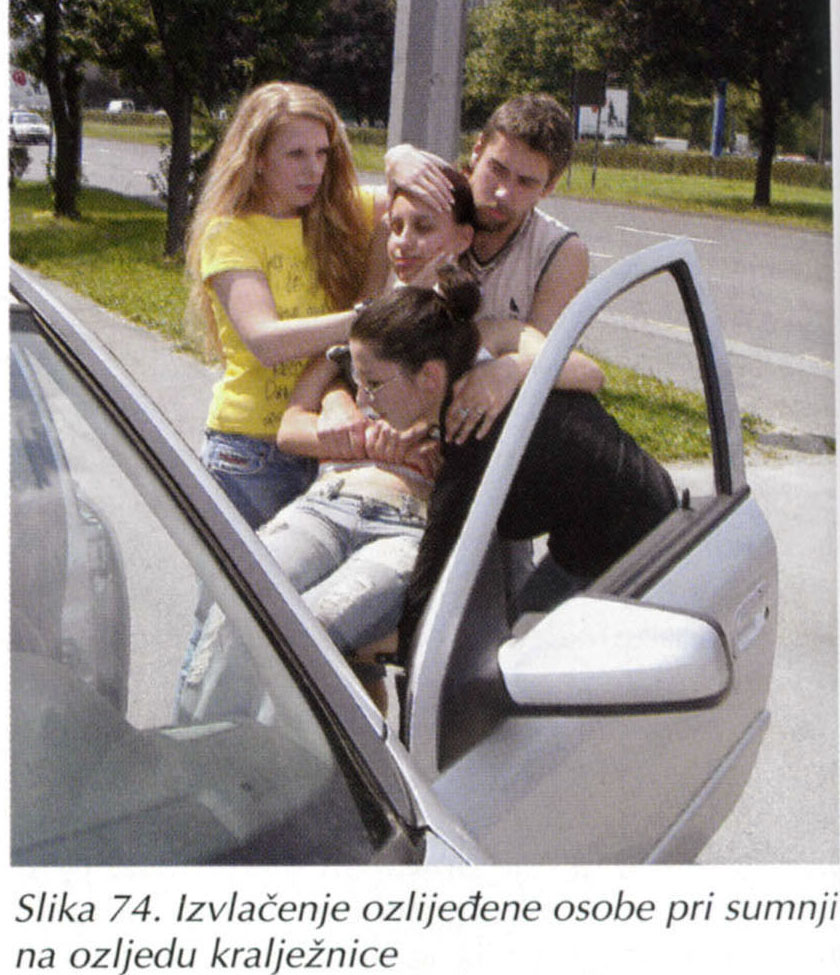 Slika 74. Izvlačenje ozlijeđene osobe pri sumnji
na ozljedu kralježnice